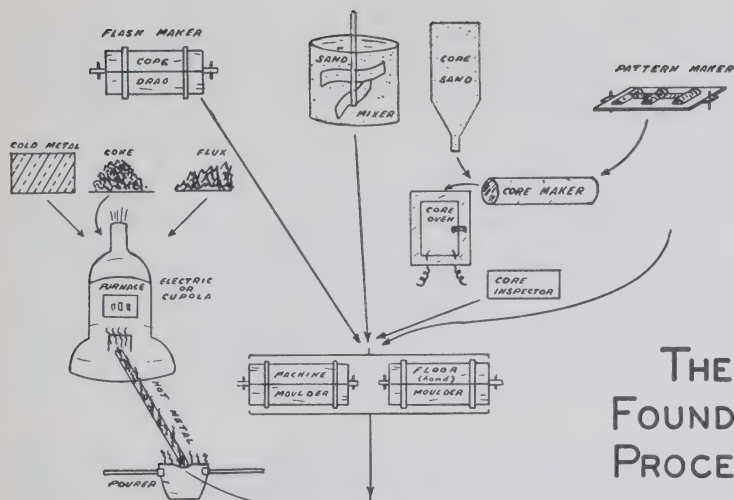 FLASK MAKER
COPE
DRAG
SAND
MIXER
CORE
SAND
PATTERN MAKER
COLD METAL
COKE
FLUX
CORE MAKER
CORE
OVEN
FURNACE
ELECTRIC
OR
CUPOLA
CORE
INSPECTOR
HOT METAL
MACHINE
MOULDER
FLOOR
(hand)
MOULDER
POURER
THE
FOUND
PROCE